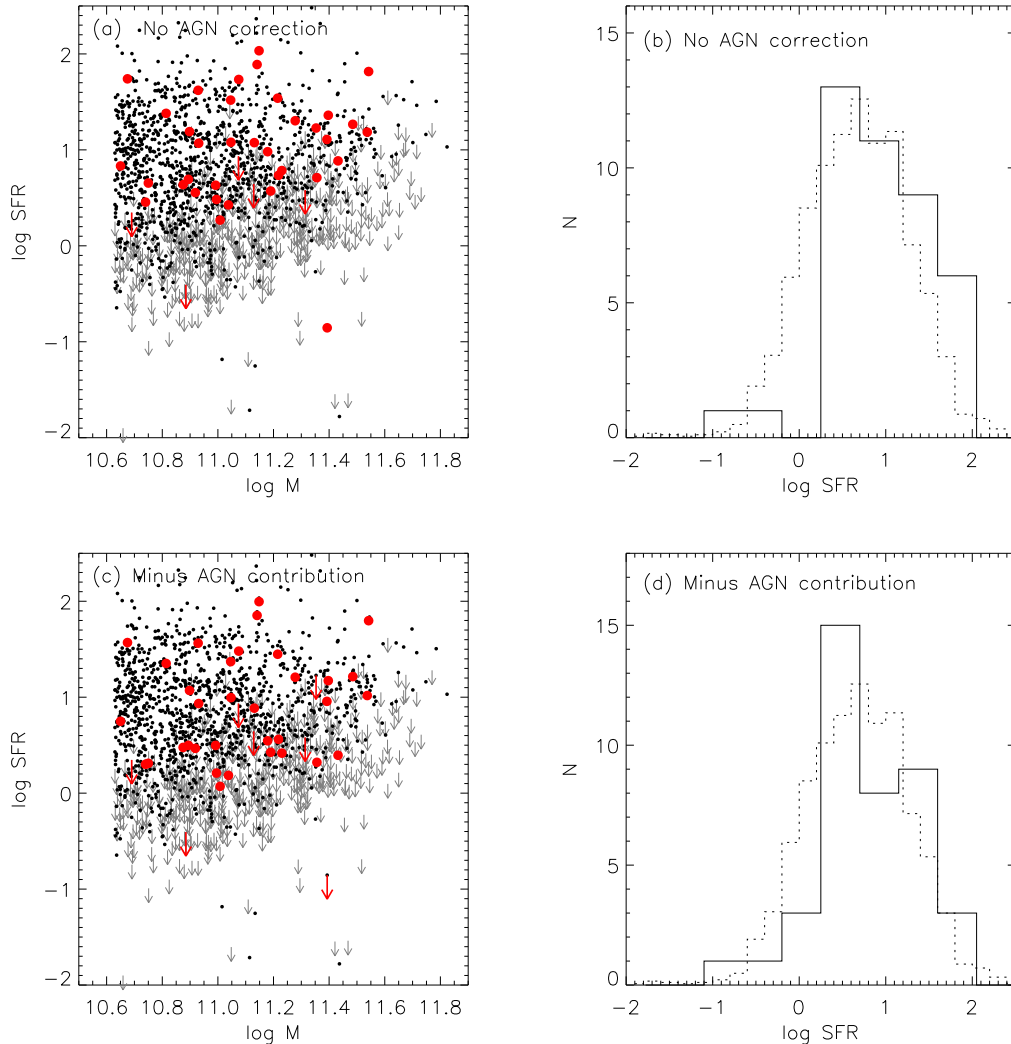 (a) No AGN correction
log SFR
2
1
0
−1
−2
10.6 10.8 11.0 11.2 11.4 11.6 11.8
log M
(b) No AGN correction
N
15
10
5
0
−2 −1 0 1 2
log SFR
(c) Minus AGN contribution
log SFR
2
1
0
−1
−2
10.6 10.8 11.0 11.2 11.4 11.6 11.8
log M
(d) Minus AGN contribution
N
15
10
5
0
−2 −1 0 1 2
log SFR